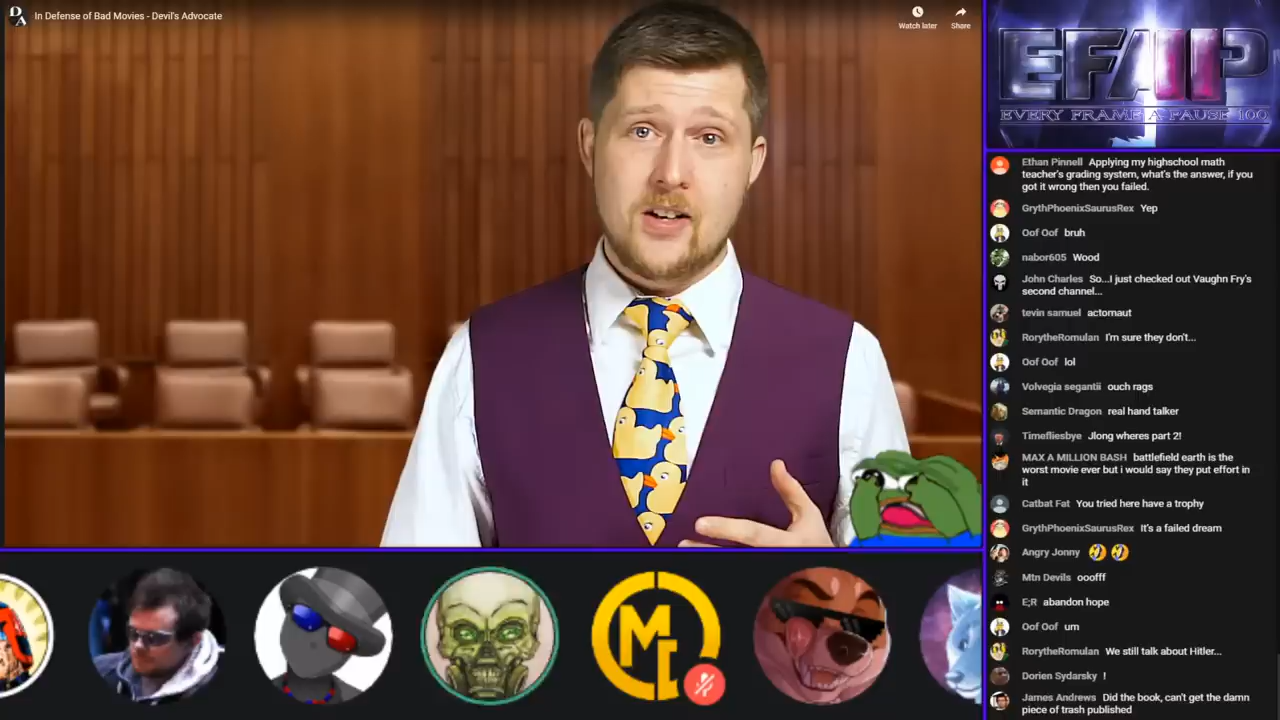 DA
In Defense of Bad Movies - Devil's Advocate
Watch later
Share
EFAP
EVERY FRAME A PAUSE 100
Ethan Pinnell Applying my highschool math
teacher's grading system, what's the answer, if you
got it wrong then you failed.
GrythPhoenixSaurusRex Yep
Oof Oof bruh
nabor605 Wood
John Charles So...I just checked out Vaughn Fry's
second channel...
tevin samuel actornaut
RorytheRomulan I'm sure they don't...
Oof Oof lol
Volvegia segantii ouch rags
Semantic Dragon real hand talker
Timefliesbye Jlong wheres part 2!
MAX A MILLION BASH battlefield earth is the
worst movie ever but i would say they put effort in
it
Catbat Fat You tried here have a trophy
GrythPhoenixSaurusRex It's a failed dream
Angry Jonny 🤣 🤣
Mtn Devils oooffff
E;R abandon hope
Oof Oof um
RorytheRomulan We still talk about Hitler...
Dorien Sydarsky !
James Andrews Did the book, can't get the damn
piece of trash published